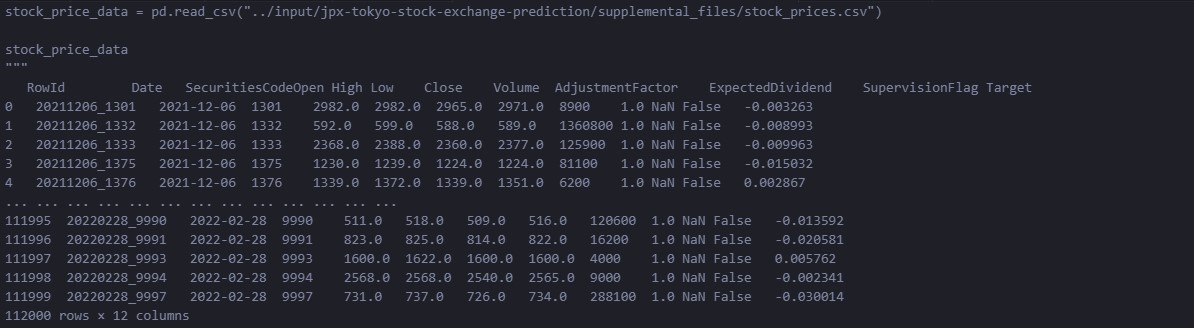 stock_price_data = pd.read_csv("../input/jpx-tokyo-stock-exchange-prediction/supplemental_files/stock_prices.csv")
stock_price_data
"""
RowId Date SecuritiesCodeOpen High Low Close Volume AdjustmentFactor ExpectedDividend SupervisionFlag Target
0 20211206_1301 2021-12-06 1301 2982.0 2982.0 2965.0 2971.0 8900 1.0 NaN False -0.003263
1 20211206_1332 2021-12-06 1332 592.0 599.0 588.0 589.0 1360800 1.0 NaN False -0.008993
2 20211206_1333 2021-12-06 1333 2368.0 2388.0 2360.0 2377.0 125900 1.0 NaN False -0.009963
3 20211206_1375 2021-12-06 1375 1230.0 1239.0 1224.0 1224.0 81100 1.0 NaN False -0.015032
4 20211206_1376 2021-12-06 1376 1339.0 1372.0 1339.0 1351.0 6200 1.0 NaN False 0.002867
... ... ... ... ... ... ... ... ... ... ... ... ...
111995 20220228_9990 2022-02-28 9990 511.0 518.0 509.0 516.0 120600 1.0 NaN False -0.013592
111996 20220228_9991 2022-02-28 9991 823.0 825.0 814.0 822.0 16200 1.0 NaN False -0.020581
111997 20220228_9993 2022-02-28 9993 1600.0 1622.0 1600.0 1600.0 4000 1.0 NaN False 0.005762
111998 20220228_9994 2022-02-28 9994 2568.0 2568.0 2540.0 2565.0 9000 1.0 NaN False -0.002341
111999 20220228_9997 2022-02-28 9997 731.0 737.0 726.0 734.0 288100 1.0 NaN False -0.030014
112000 rows × 12 columns